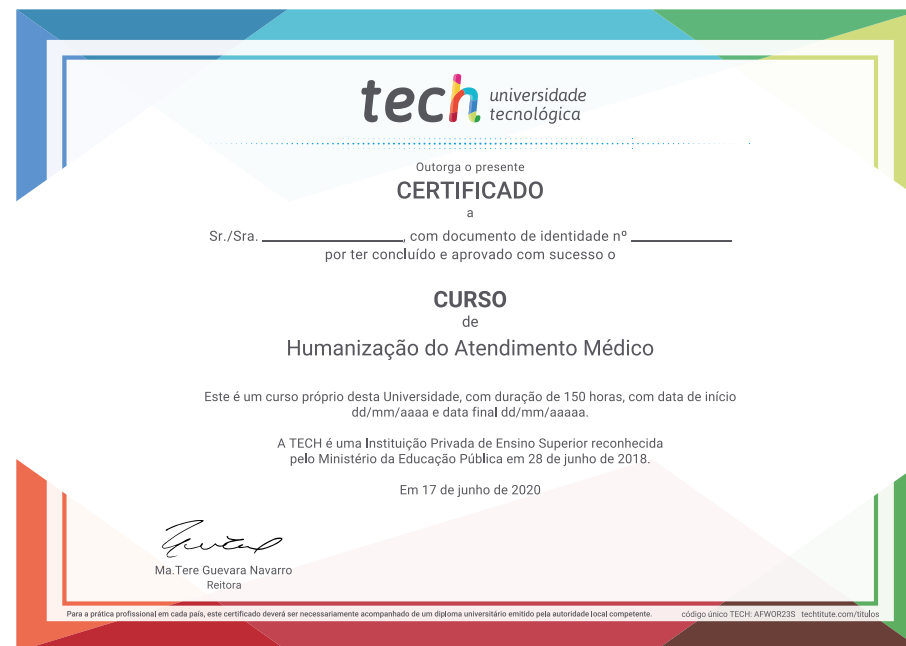 tech universidade
tecnológica
Outorga o presente
CERTIFICADO
a
Sr./Sra. ________________, com documento de identidade nº ____________
por ter concluído e aprovado com sucesso o
CURSO
de
Humanização do Atendimento Médico
Este é um curso próprio desta Universidade, com duração de 150 horas, com data de início
dd/mm/aaaa e data final dd/mm/aaaaa.
A TECH é uma Instituição Privada de Ensino Superior reconhecida
pelo Ministério da Educação Pública em 28 de junho de 2018.
Em 17 de junho de 2020
Ma.Tere Guevara Navarro
Reitora
Para a prática profissional em cada país, este certificado deverá ser necessariamente acompanhado de um diploma universitário emitido pela autoridade local competente. código único TECH: AFWOR23S techtitute.com/titulos